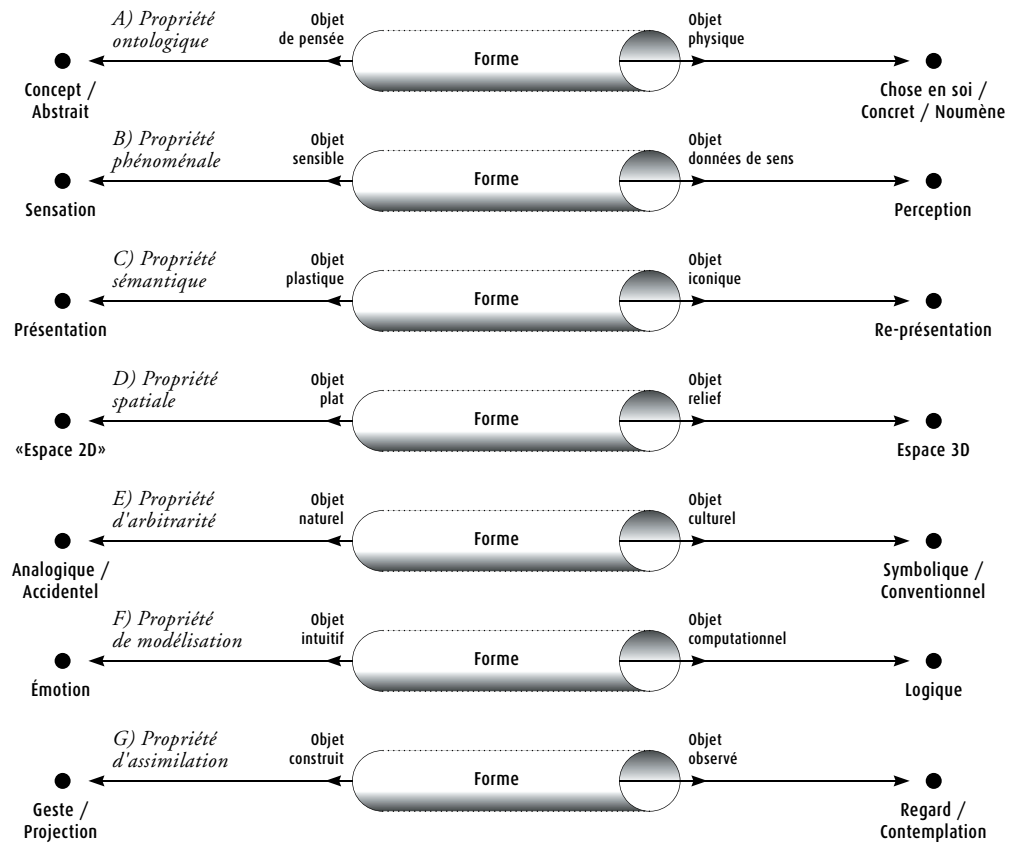 A) Propriété
ontologique
Objet
de pensée
Forme
Objet
physique
Concept /
Abstrait
Chose en soi /
Concret / Noumène
B) Propriété
phénoménale
Objet
sensible
Forme
Objet
données de sens
Sensation
Perception
C) Propriété
sémantique
Objet
plastique
Forme
Objet
iconique
Présentation
Re-présentation
D) Propriété
spatiale
Objet
plat
Forme
Objet
relief
«Espace 2D»
Espace 3D
E) Propriété
d'arbitrarité
Objet
naturel
Forme
Objet
culturel
Analogique /
Accidentel
Symbolique /
Conventionnel
F) Propriété
de modélisation
Objet
intuitif
Forme
Objet
computationnel
Émotion
Logique
G) Propriété
d'assimilation
Objet
construit
Forme
Objet
observé
Geste /
Projection
Regard /
Contemplation